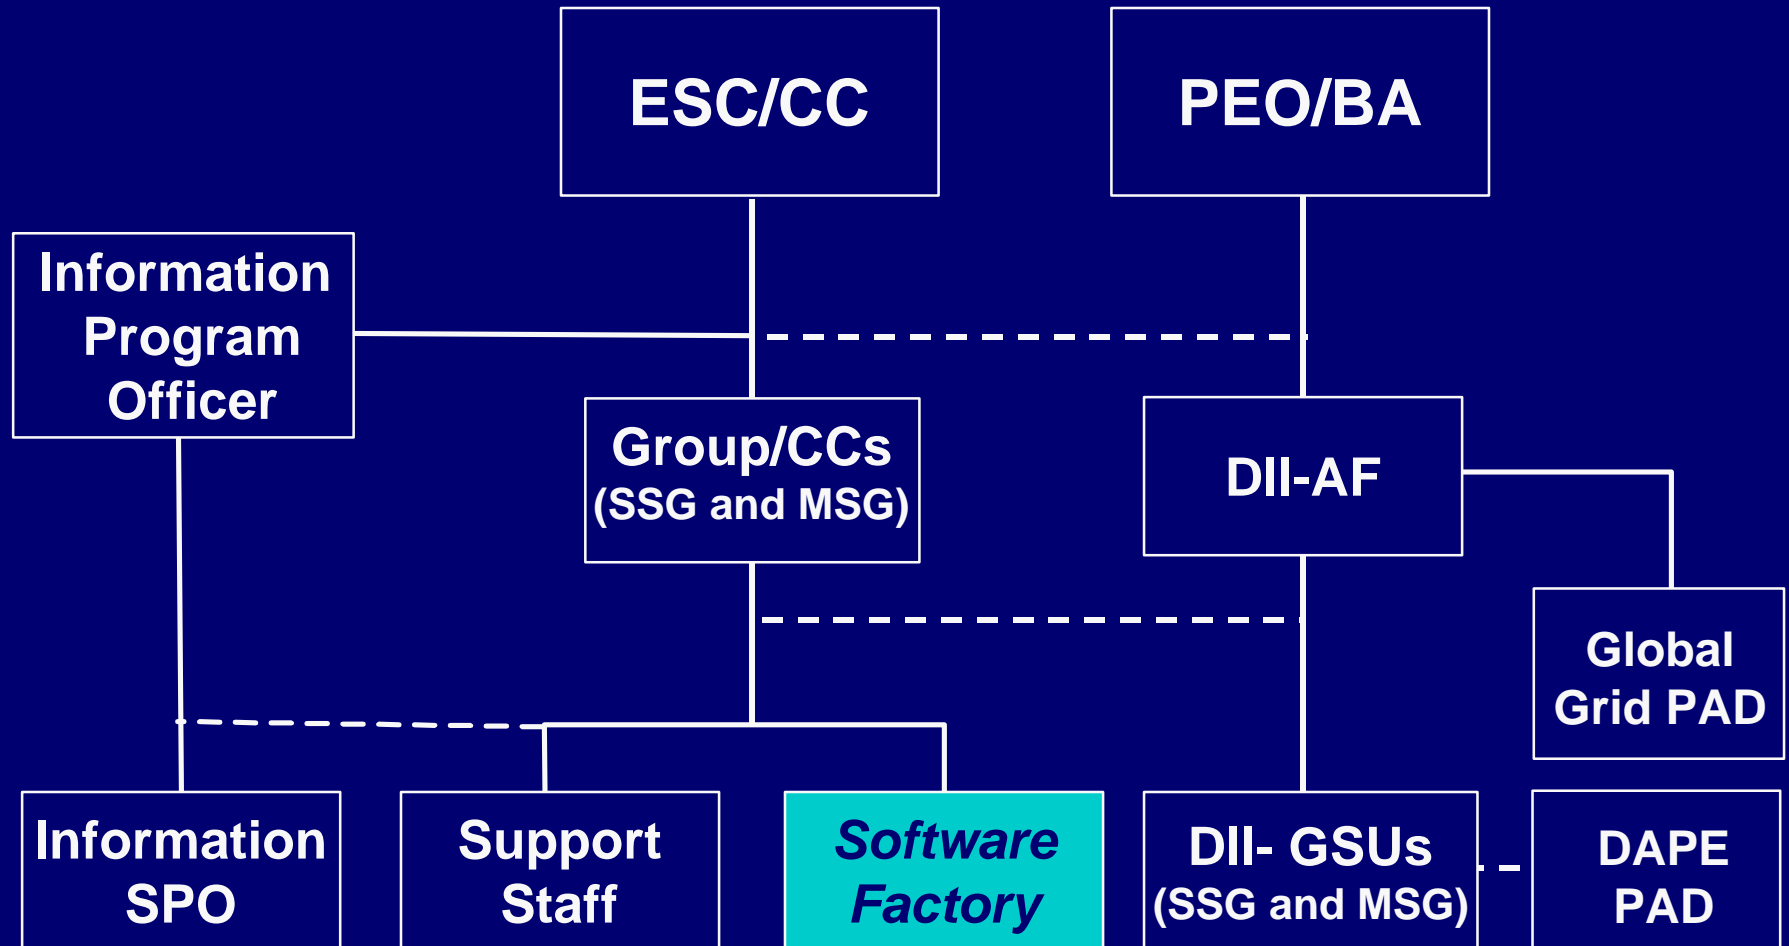 ESC/CC
PEO/BA
Information
Program
Officer
Group/CCs
(SSG and MSG)
DII-AF
Global
Grid PAD
Information
SPO
Support
Staff
Software
Factory
DII- GSUs
(SSG and MSG)
DAPE
PAD